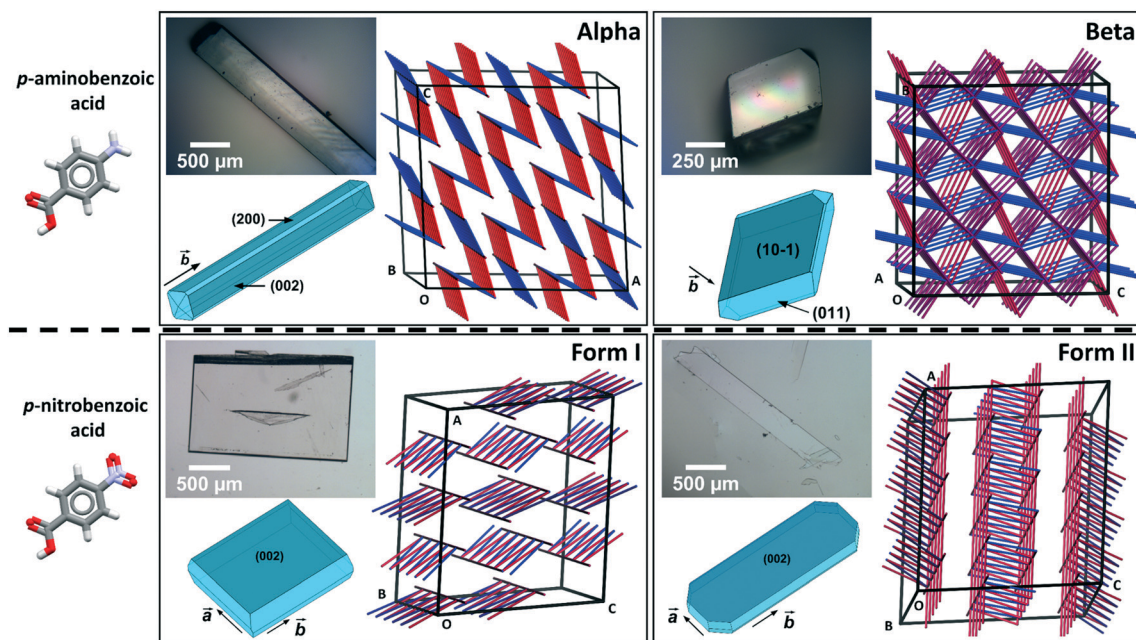 p-aminobenzoic
acid
Alpha
500 μm
(200)
b
(002)
C
B
O
A
Beta
250 μm
(10-1)
b
(011)
B
A
O
C
p-nitrobenzoic
acid
Form I
500 μm
(002)
a
b
A
B
O
C
Form II
500 μm
(002)
a
b
A
O
B
C